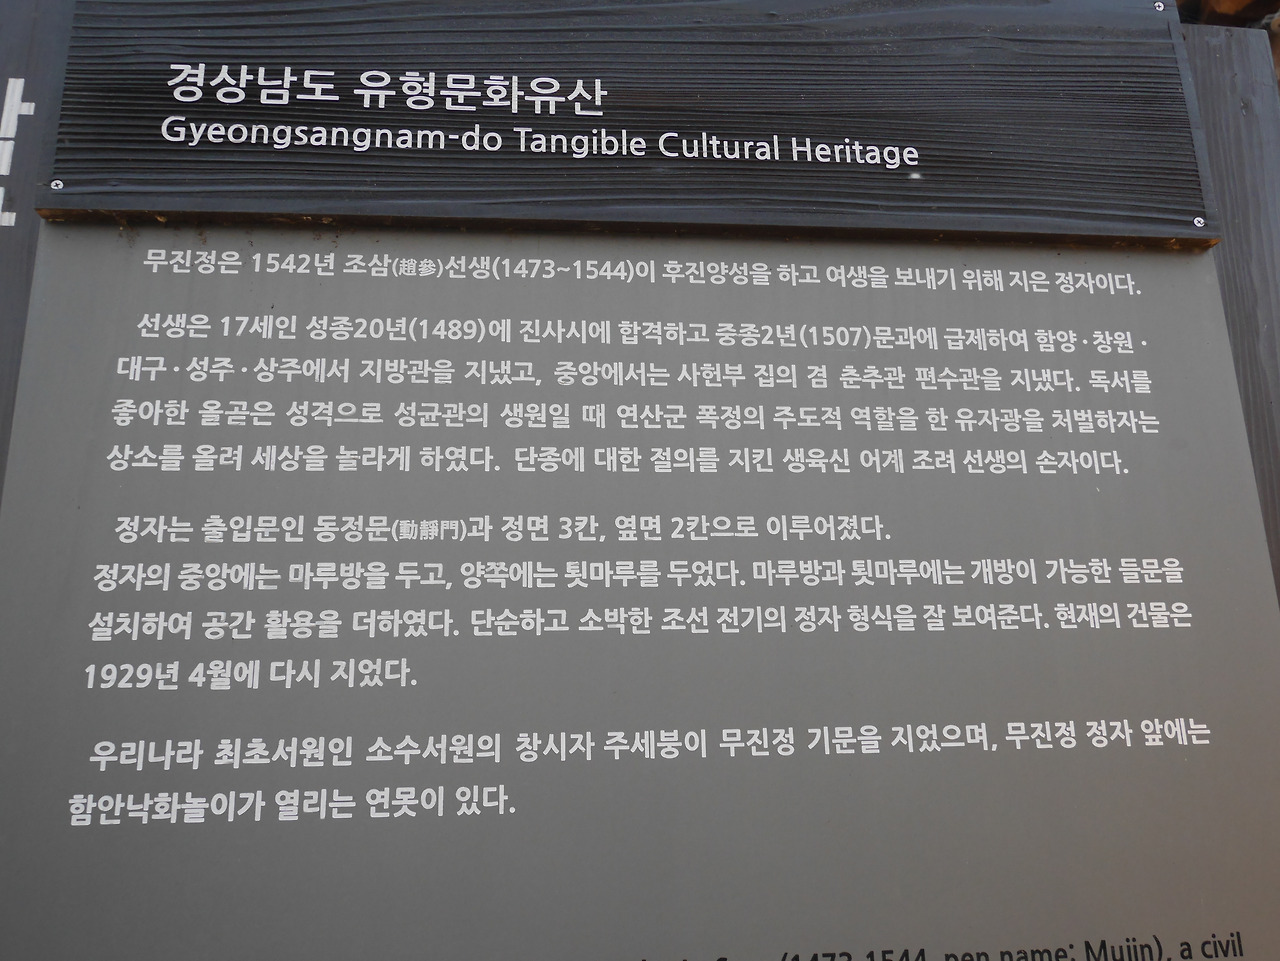 경상남도 유형문화유산
Gyeongsangnam-do Tangible Cultural Heritage
무진정은 1542년 조삼(趙參)선생(1473~1544)이 후진양성을 하고 여생을 보내기 위해 지은 정자이다.
선생은 17세인 성종20년(1489)에 진사시에 합격하고 중종2년(1507)문과에 급제하여 함양·창원·
대구·성주·상주에서 지방관을 지냈고, 중앙에서는 사헌부 집의 겸 춘추관 편수관을 지냈다. 독서를
좋아한 올곧은 성격으로 성균관의 생원일 때 연산군 폭정의 주도적 역할을 한 유자광을 처벌하자는
상소를 올려 세상을 놀라게 하였다. 단종에 대한 절의를 지킨 생육신 어계 조려 선생의 손자이다.
정자는 출입문인 동정문(動靜門)과 정면 3칸, 옆면 2칸으로 이루어졌다.
정자의 중앙에는 마루방을 두고, 양쪽에는 툇마루를 두었다. 마루방과 툇마루에는 개방이 가능한 들문을
설치하여 공간 활용을 더하였다. 단순하고 소박한 조선 전기의 정자 형식을 잘 보여준다. 현재의 건물은
1929년 4월에 다시 지었다.
우리나라 최초서원인 소수서원의 창시자 주세붕이 무진정 기문을 지었으며, 무진정 정자 앞에는
함안낙화놀이가 열리는 연못이 있다.
(1473-1544, pen name: Mujin), a civil